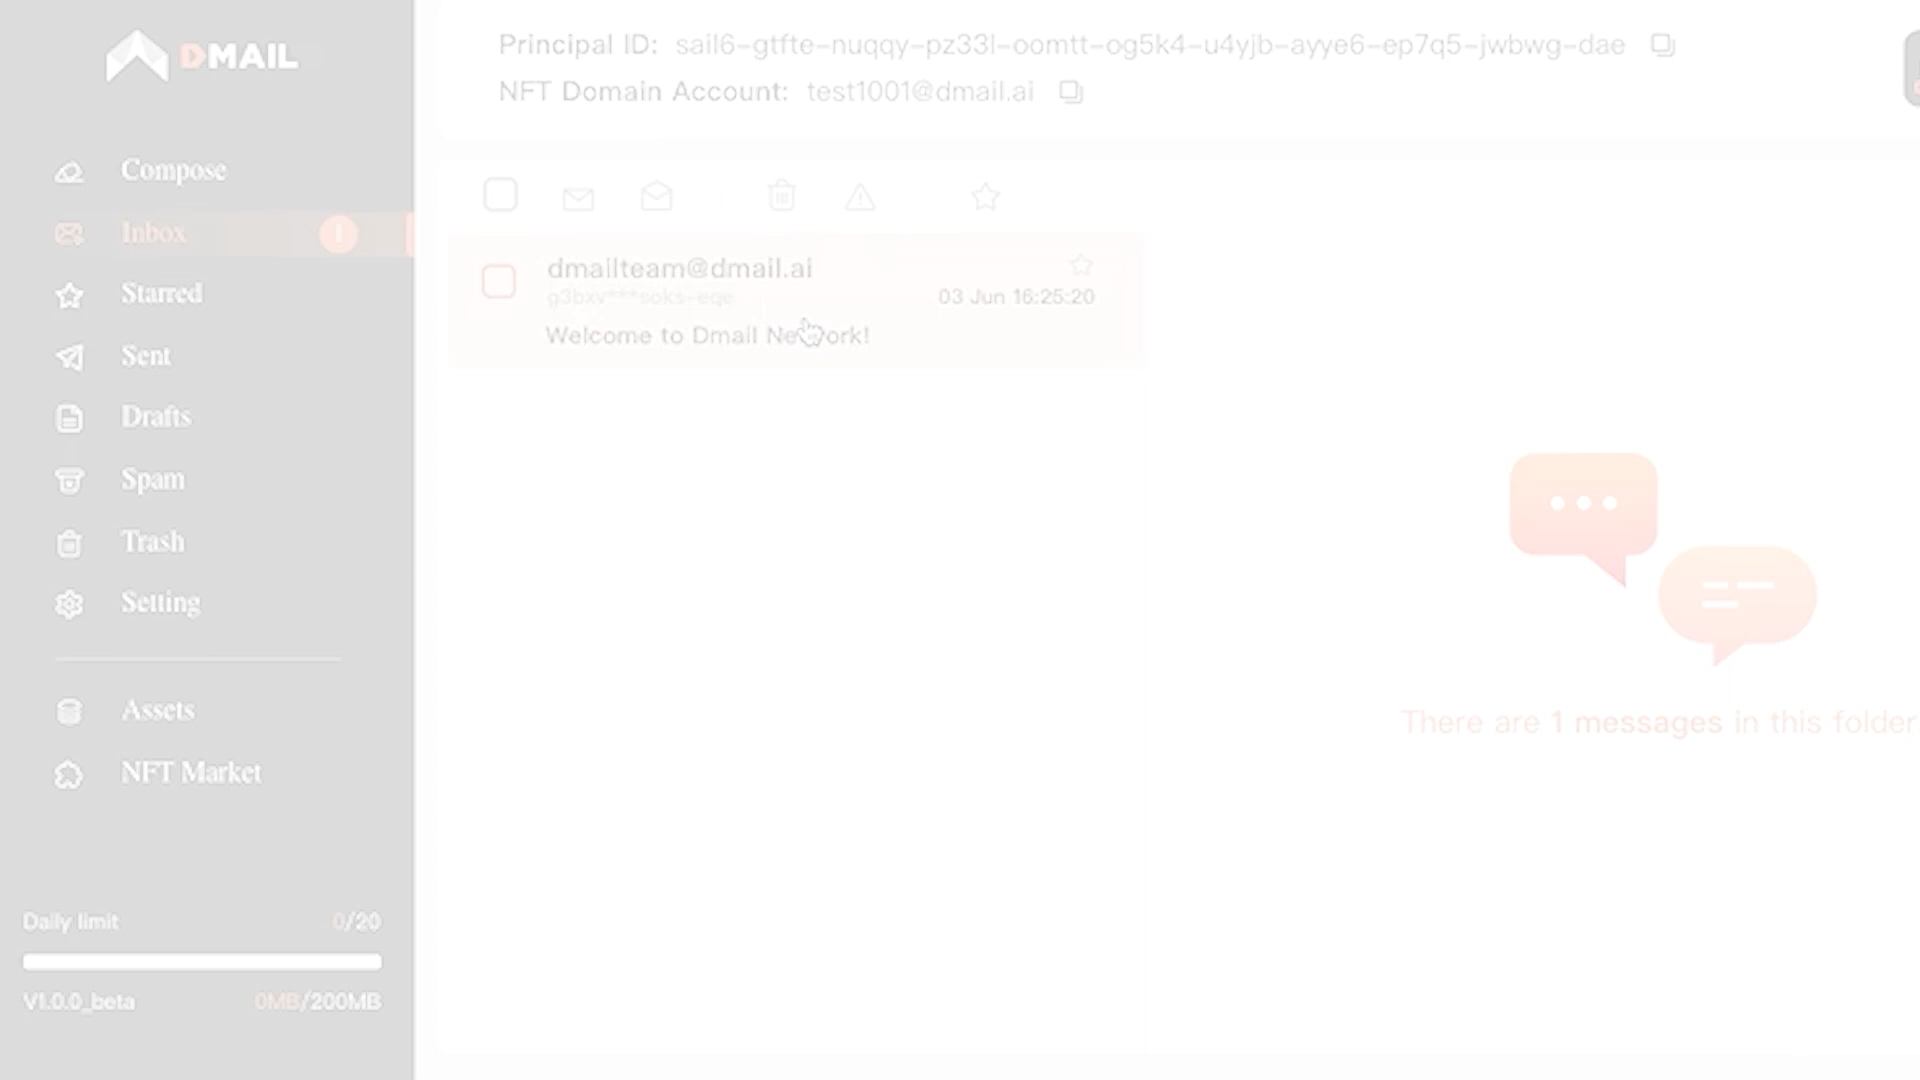 DMAIL
Principal ID: sail6-gtfte-nuqqy-pz33l-oomtt-og5k4-u4yjb-ayye6-ep7q5-jwbwg-dae
NFT Domain Account: test1001@dmail.ai
Compose
Inbox
Starred
Sent
Drafts
Spam
Trash
Setting
Assets
NFT Market
Daily limit 0/20
V1.0.0_beta 0MB/200MB
dmailteam@dmail.ai
g3bxv***soks-eqe 03 Jun 16:25:20
Welcome to Dmail Network!
There are 1 messages in this folder